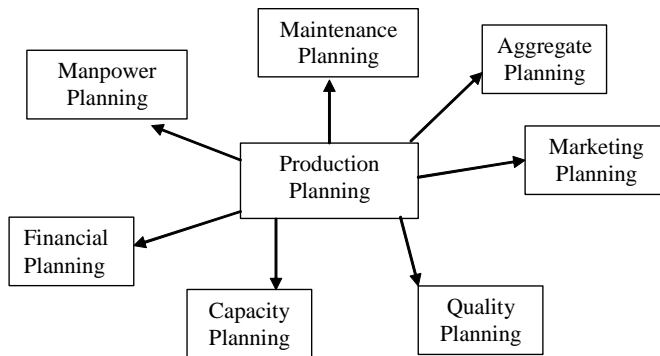 Maintenance
Planning
Aggregate
Planning
Manpower
Planning
Marketing
Planning
Production
Planning
Financial
Planning
Capacity
Planning
Quality
Planning